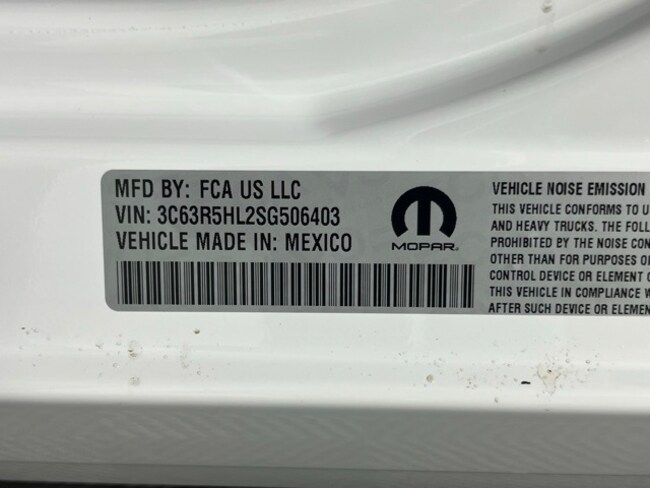 MFD BY: FCA US LLC
VIN: 3C63R5HL2SG506403
VEHICLE MADE IN: MEXICO
MOPAR
VEHICLE NOISE EMISSION
THIS VEHICLE CONFORMS TO U
AND HEAVY TRUCKS. THE FOLL
PROHIBITED BY THE NOISE CON
OTHER THAN FOR PURPOSES O
CONTROL DEVICE OR ELEMENT
THIS VEHICLE IN COMPLIANCE W
AFTER SUCH DEVICE OR ELEMEN